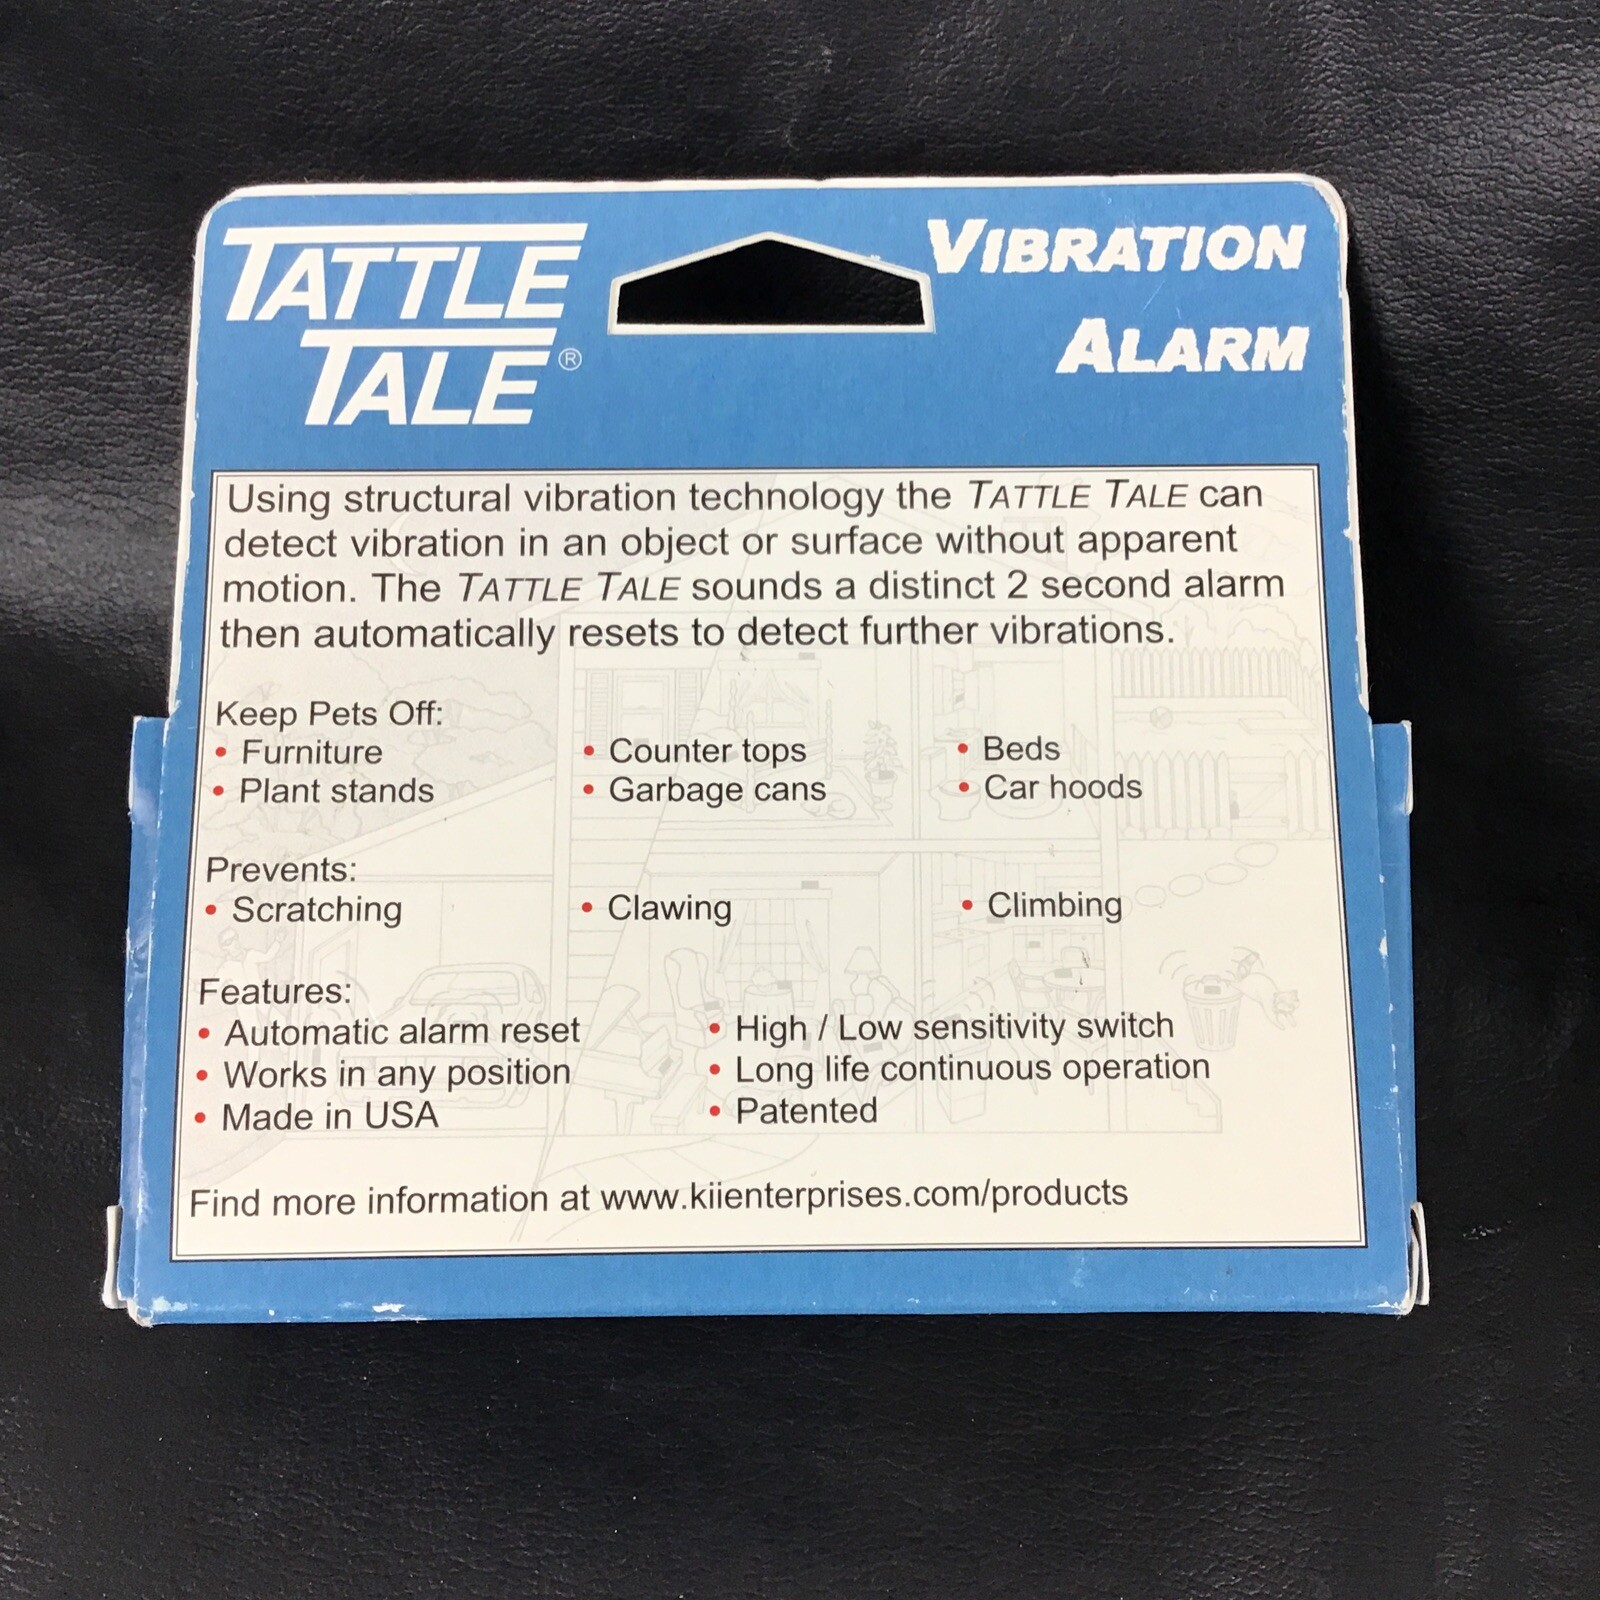 TATTLE
TALE®
VIBRATION
ALARM
Using structural vibration technology the TATTLE TALE can
detect vibration in an object or surface without apparent
motion. The TATTLE TALE sounds a distinct 2 second alarm
then automatically resets to detect further vibrations.
Keep Pets Off:
• Furniture • Counter tops • Beds
• Plant stands • Garbage cans • Car hoods
Prevents:
• Scratching • Clawing • Climbing
Features:
• Automatic alarm reset • High / Low sensitivity switch
• Works in any position • Long life continuous operation
• Made in USA • Patented
Find more information at www.kiienterprises.com/products